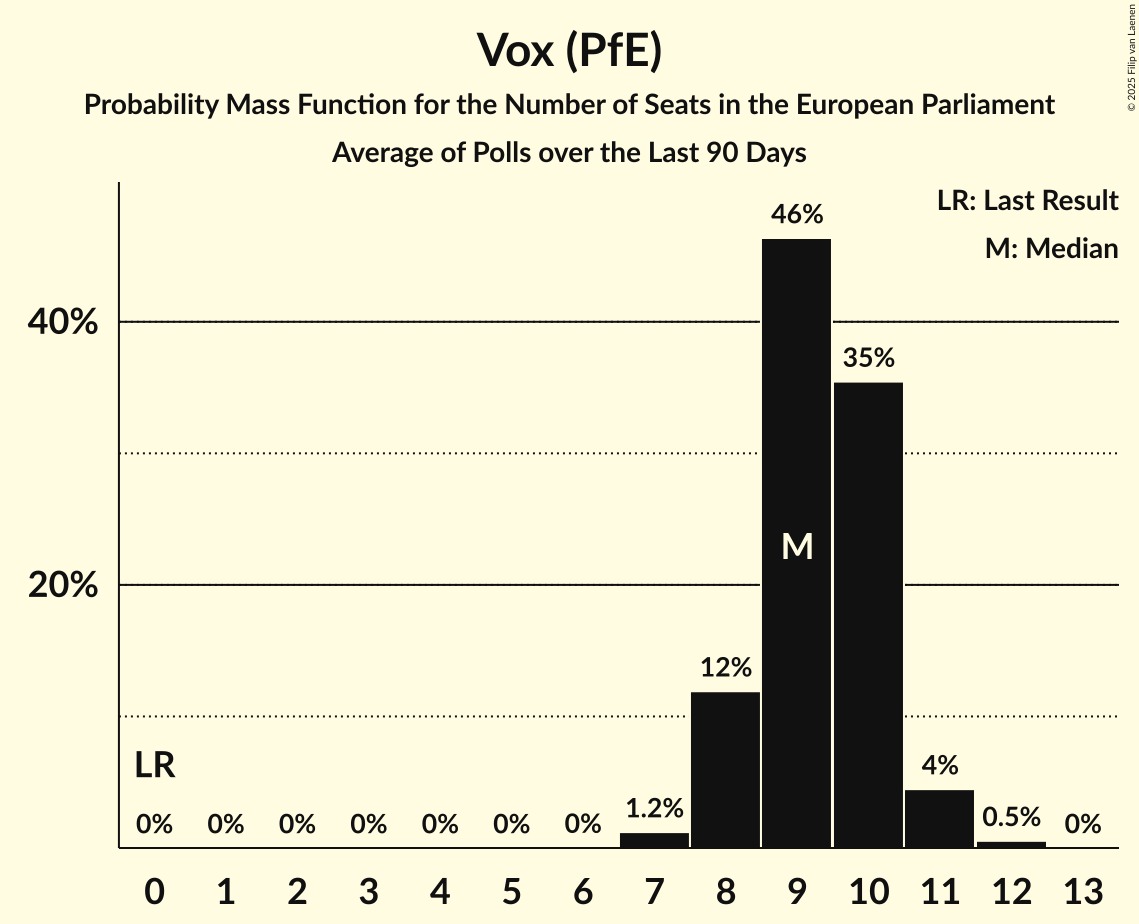 Vox (PfE)
Probability Mass Function for the Number of Seats in the European Parliament
Average of Polls over the Last 90 Days
© 2025 Filip van Laenen
LR: Last Result
M: Median
46%
40%
35%
M
20%
12%
LR
4%
0% 0% 0% 0% 0% 0% 0% 1.2% 0.5% 0%
0 1 2 3 4 5 6 7 8 9 10 11 12 13